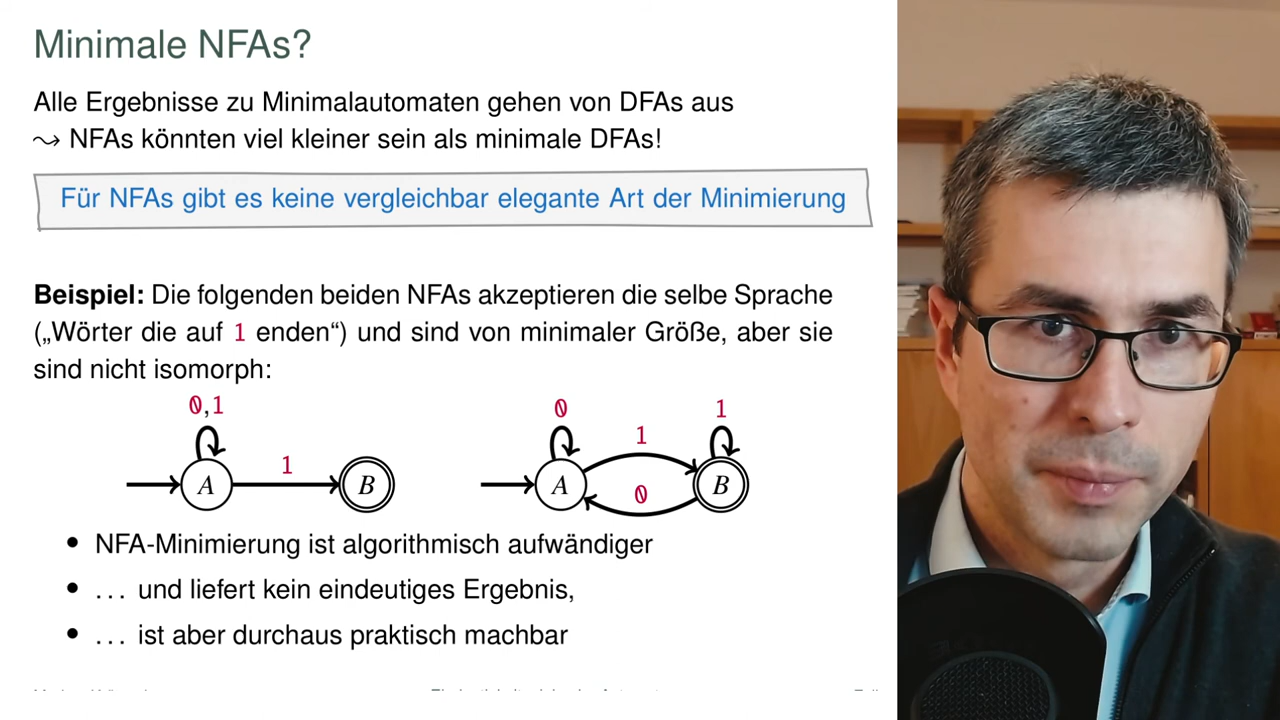 Minimale NFAs?
Alle Ergebnisse zu Minimalautomaten gehen von DFAs aus
⇝ NFAs könnten viel kleiner sein als minimale DFAs!
Für NFAs gibt es keine vergleichbar elegante Art der Minimierung
Beispiel: Die folgenden beiden NFAs akzeptieren die selbe Sprache
(„Wörter die auf 1 enden“) und sind von minimaler Größe, aber sie
sind nicht isomorph:
0,1
1
A
B
0
1
1
A
0
B
• NFA-Minimierung ist algorithmisch aufwändiger
• ... und liefert kein eindeutiges Ergebnis,
• ... ist aber durchaus praktisch machbar